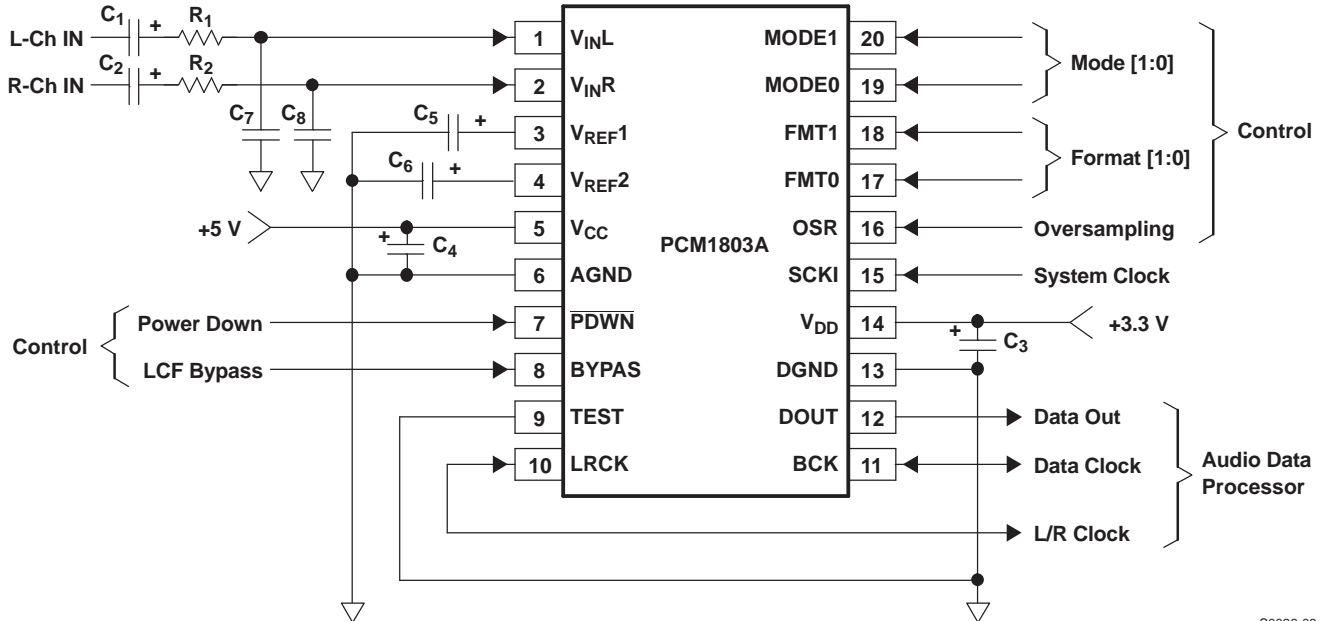 L-Ch IN
C1 + R1
R-Ch IN
C2 + R2
C7 C8
C5 +
C6 +
+5 V
+ C4
Control
Power Down
LCF Bypass
1 VINL
2 VINR
3 VREF1
4 VREF2
5 VCC
6 AGND
7 PDWN
8 BYPAS
9 TEST
10 LRCK
PCM1803A
MODE1 20
MODE0 19
FMT1 18
FMT0 17
OSR 16
SCKI 15
VDD 14
DGND 13
DOUT 12
BCK 11
Mode [1:0]
Format [1:0]
Control
Oversampling
System Clock
+3.3 V
+ C3
Data Out
Data Clock
L/R Clock
Audio Data
Processor